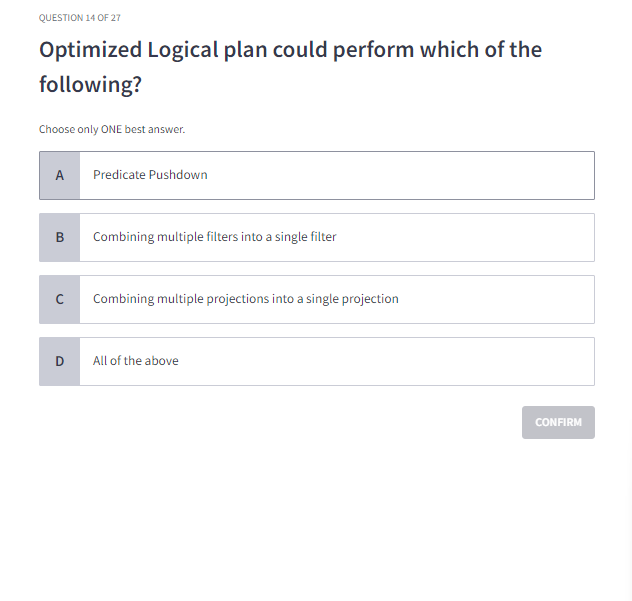 QUESTION 14 OF 27
Optimized Logical plan could perform which of the
following?
Choose only ONE best answer.
A Predicate Pushdown
B Combining multiple filters into a single filter
C Combining multiple projections into a single projection
D All of the above
CONFIRM